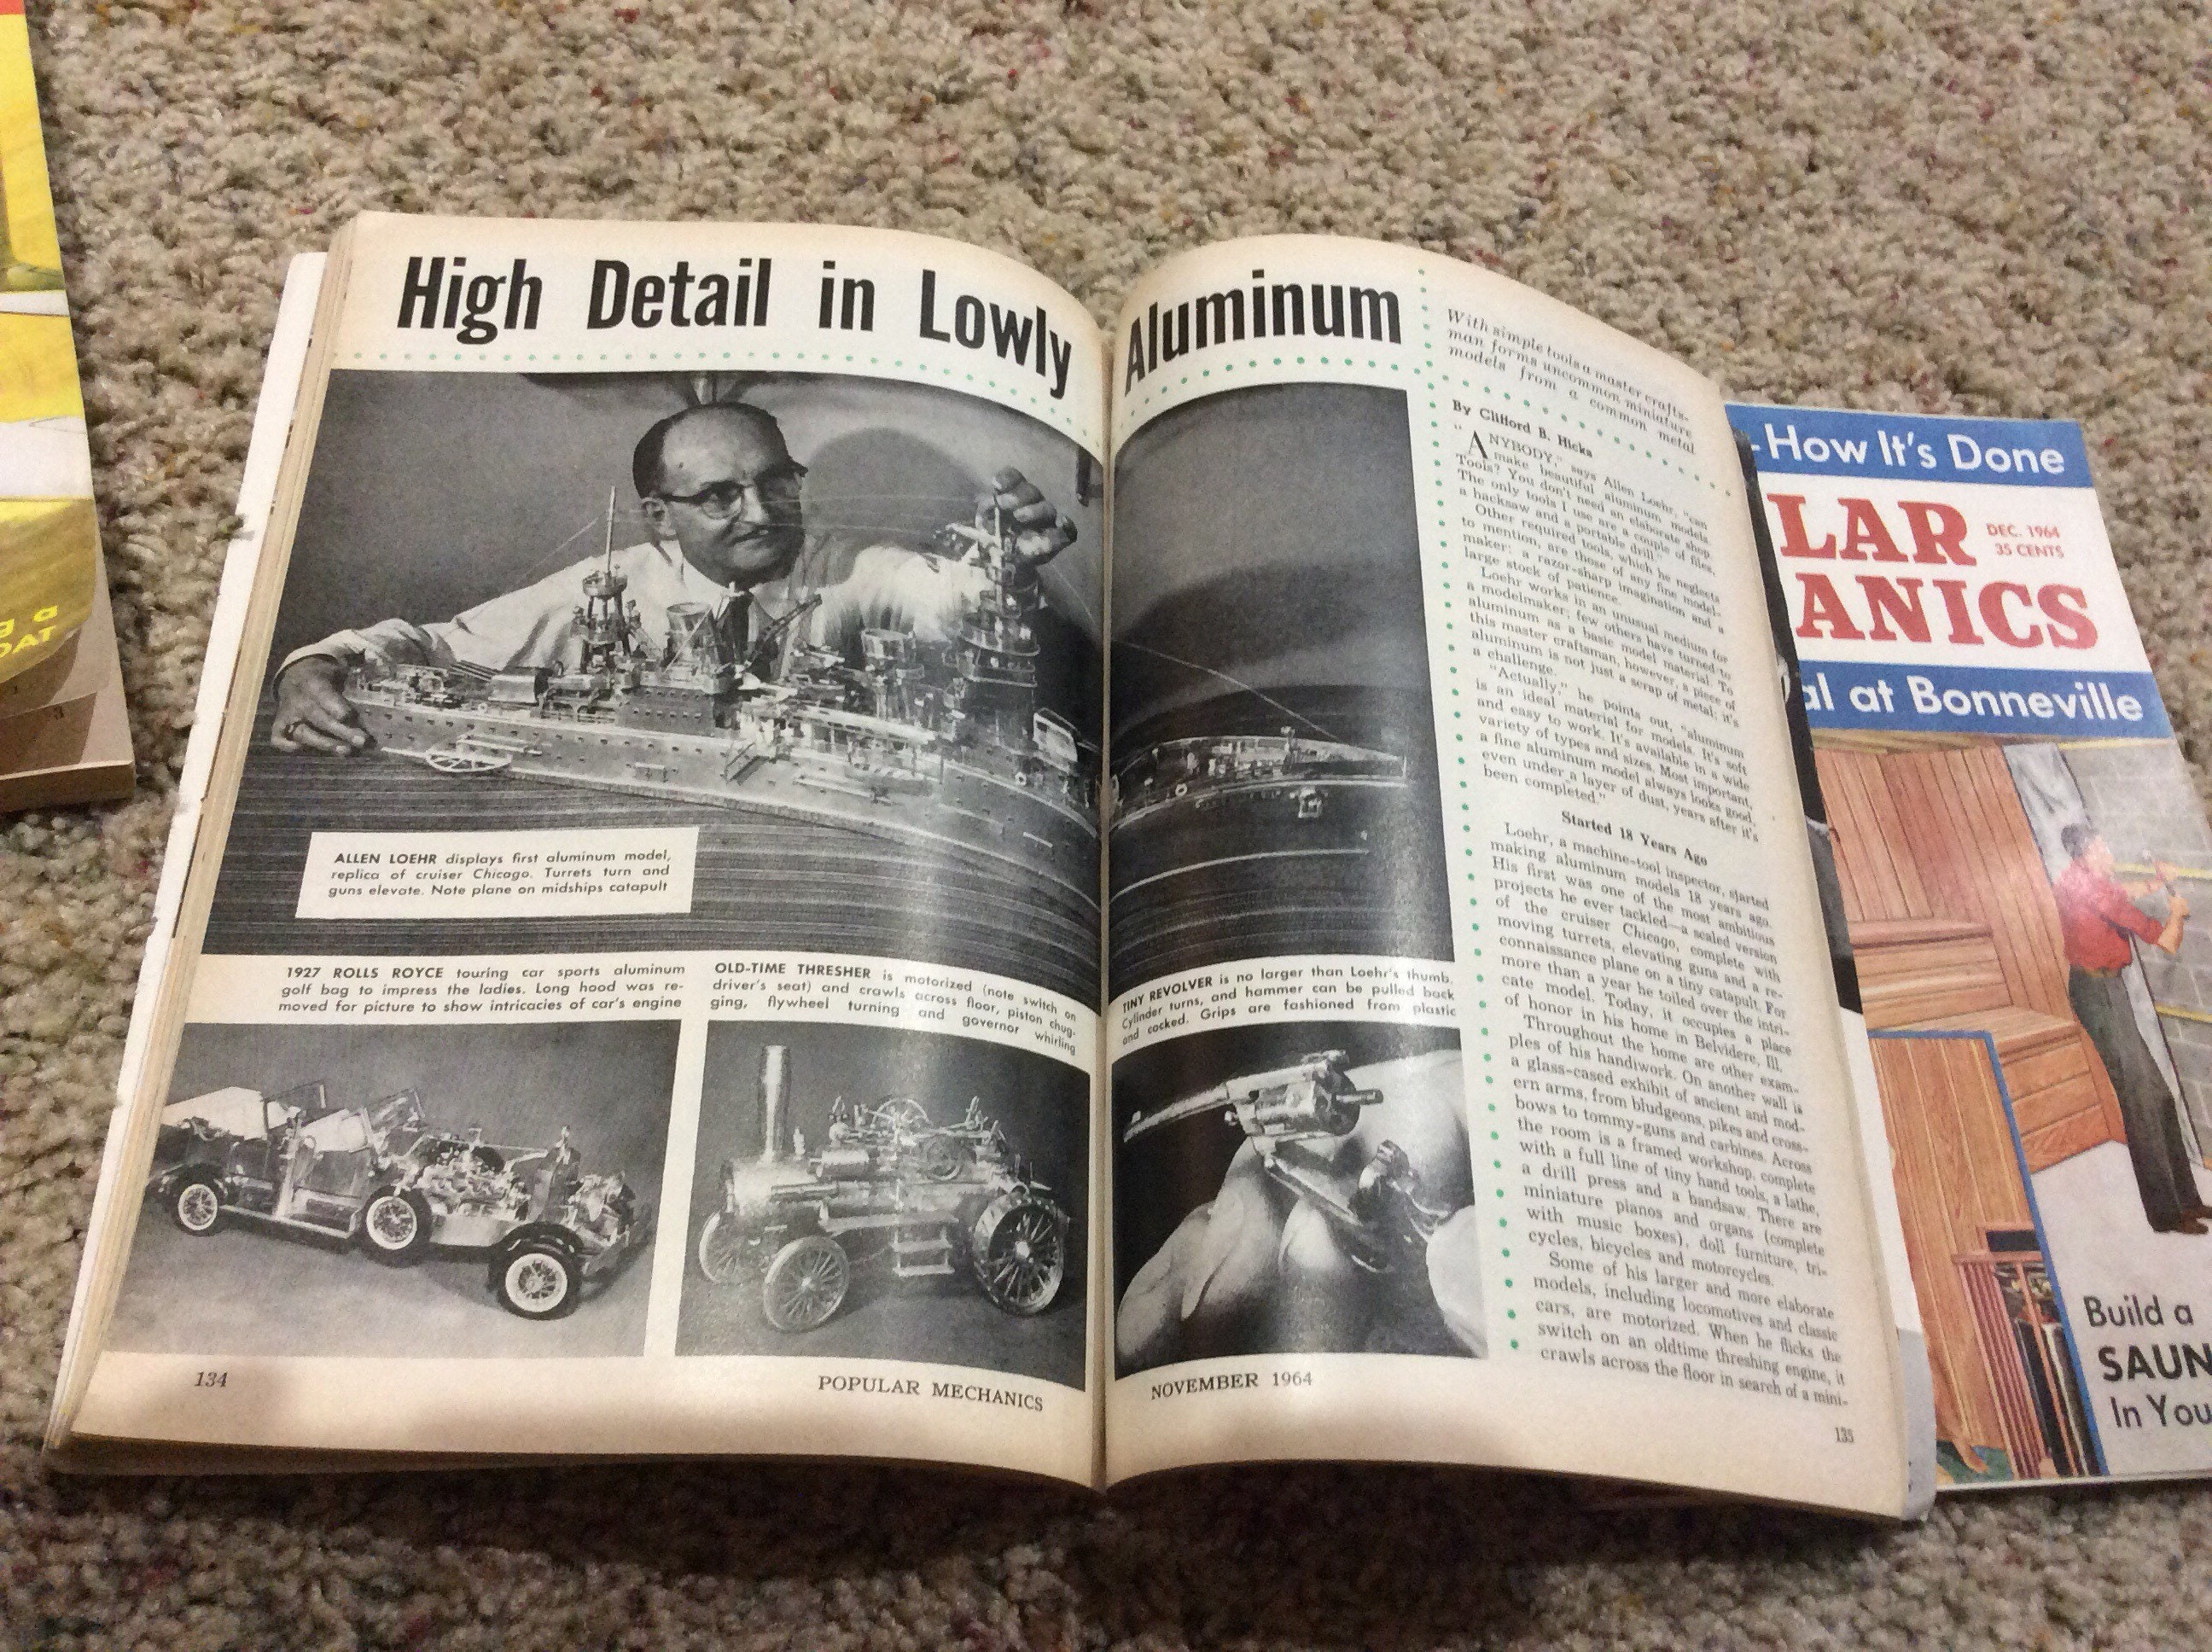 High Detail in Lowly Aluminum
ALLEN LOEHR displays first aluminum model,
replica of cruiser Chicago. Turrets turn and
guns elevate. Note plane on midships catapult
1927 ROLLS ROYCE touring car sports aluminum
golf bag to impress the ladies. Long hood was re-
moved for picture to show intricacies of car's engine
OLD-TIME THRESHER is motorized (note switch on
driver's seat) and crawls across floor, piston chug-
ging, flywheel turning and governor whirling
134
POPULAR MECHANICS
TINY REVOLVER is no larger than Loehr's thumb.
Cylinder turns, and hammer can be pulled back
and cocked. Grips are fashioned from plastic
NOVEMBER 1964
With simple tools a master crafts-
man forms uncommon miniature
models from a common metal
By Clifford B. Hicks
"ANYBODY," says Allen Loehr, "can
make beautiful aluminum models.
Tools? You don't need an elaborate shop.
The only tools I use are a couple of files,
a hacksaw and a portable drill."
Other required tools, which he neglects
to mention, are those of any fine model-
maker: a razor-sharp imagination and a
large stock of patience.
Loehr works in an unusual medium for
a modelmaker; few others have turned to
aluminum as a basic model material. To
this master craftsman, however, a piece of
aluminum is not just a scrap of metal; it's
a challenge.
"Actually," he points out, "aluminum
is an ideal material for models. It's soft
and easy to work. It's available in a wide
variety of types and sizes. Most important,
a fine aluminum model always looks good,
even under a layer of dust, years after it's
been completed."
Started 18 Years Ago
Loehr, a machine-tool inspector, started
making aluminum models 18 years ago.
His first was one of the most ambitious
projects he ever tackled—a scaled version
of the cruiser Chicago, complete with
moving turrets, elevating guns and a re-
connaissance plane on a tiny catapult. For
more than a year he toiled over the intri-
cate model. Today, it occupies a place
of honor in his home in Belvidere, Ill.
Throughout the home are other exam-
ples of his handiwork. On another wall is
a glass-cased exhibit of ancient and mod-
ern arms, from bludgeons, pikes and cross-
bows to tommy-guns and carbines. Across
the room is a framed workshop, complete
with a full line of tiny hand tools, a lathe,
a drill press and a bandsaw. There are
miniature pianos and organs (complete
with music boxes), doll furniture, tri-
cycles, bicycles and motorcycles.
Some of his larger and more elaborate
models, including locomotives and classic
cars, are motorized. When he flicks the
switch on an oldtime threshing engine, it
crawls across the floor in search of a mini-
135
-How It's Done
LAR
DEC. 1964
35 CENTS
ANICS
al at Bonneville
Build a
SAUN
In You
g a
OAT